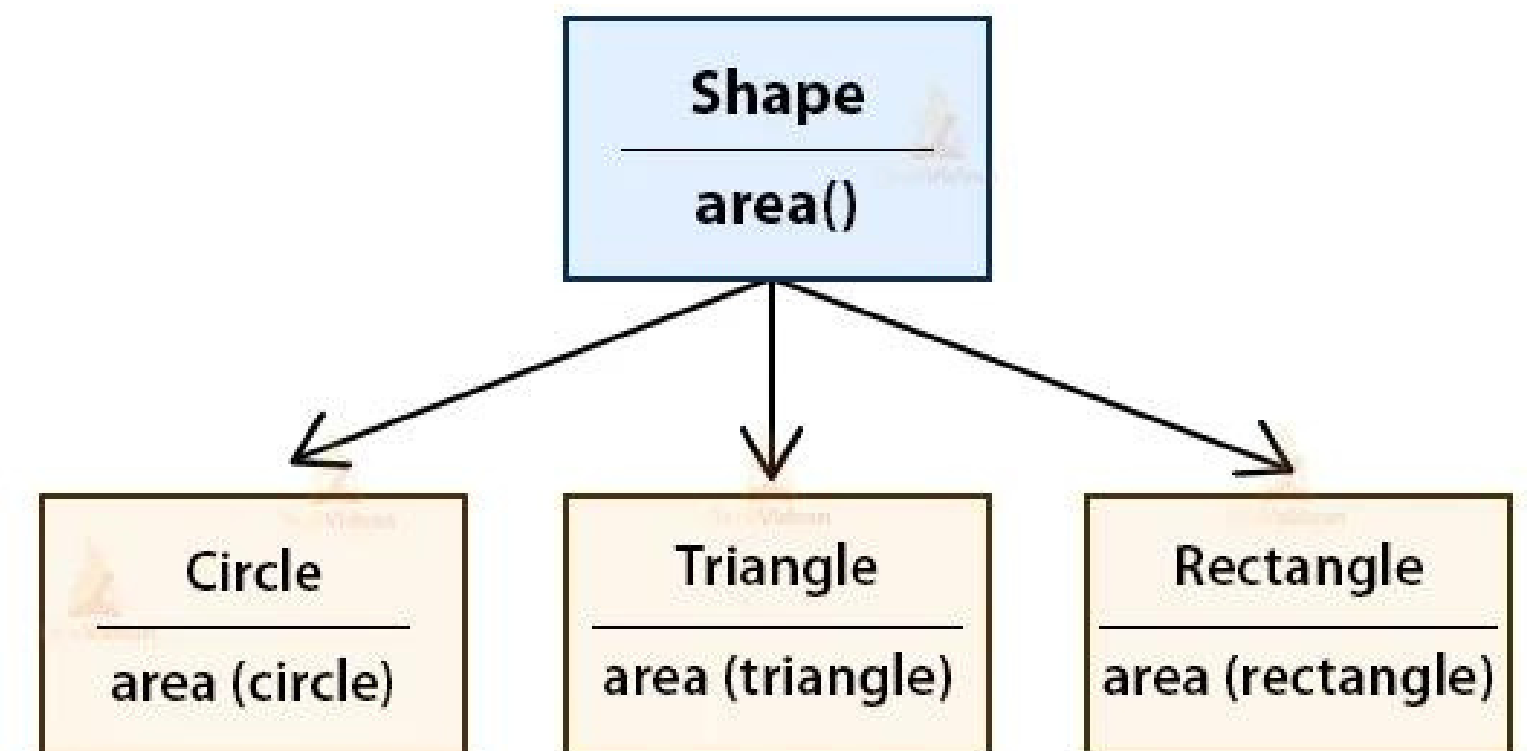 Shape
area()
Circle
area (circle)
Triangle
area (triangle)
Rectangle
area (rectangle)